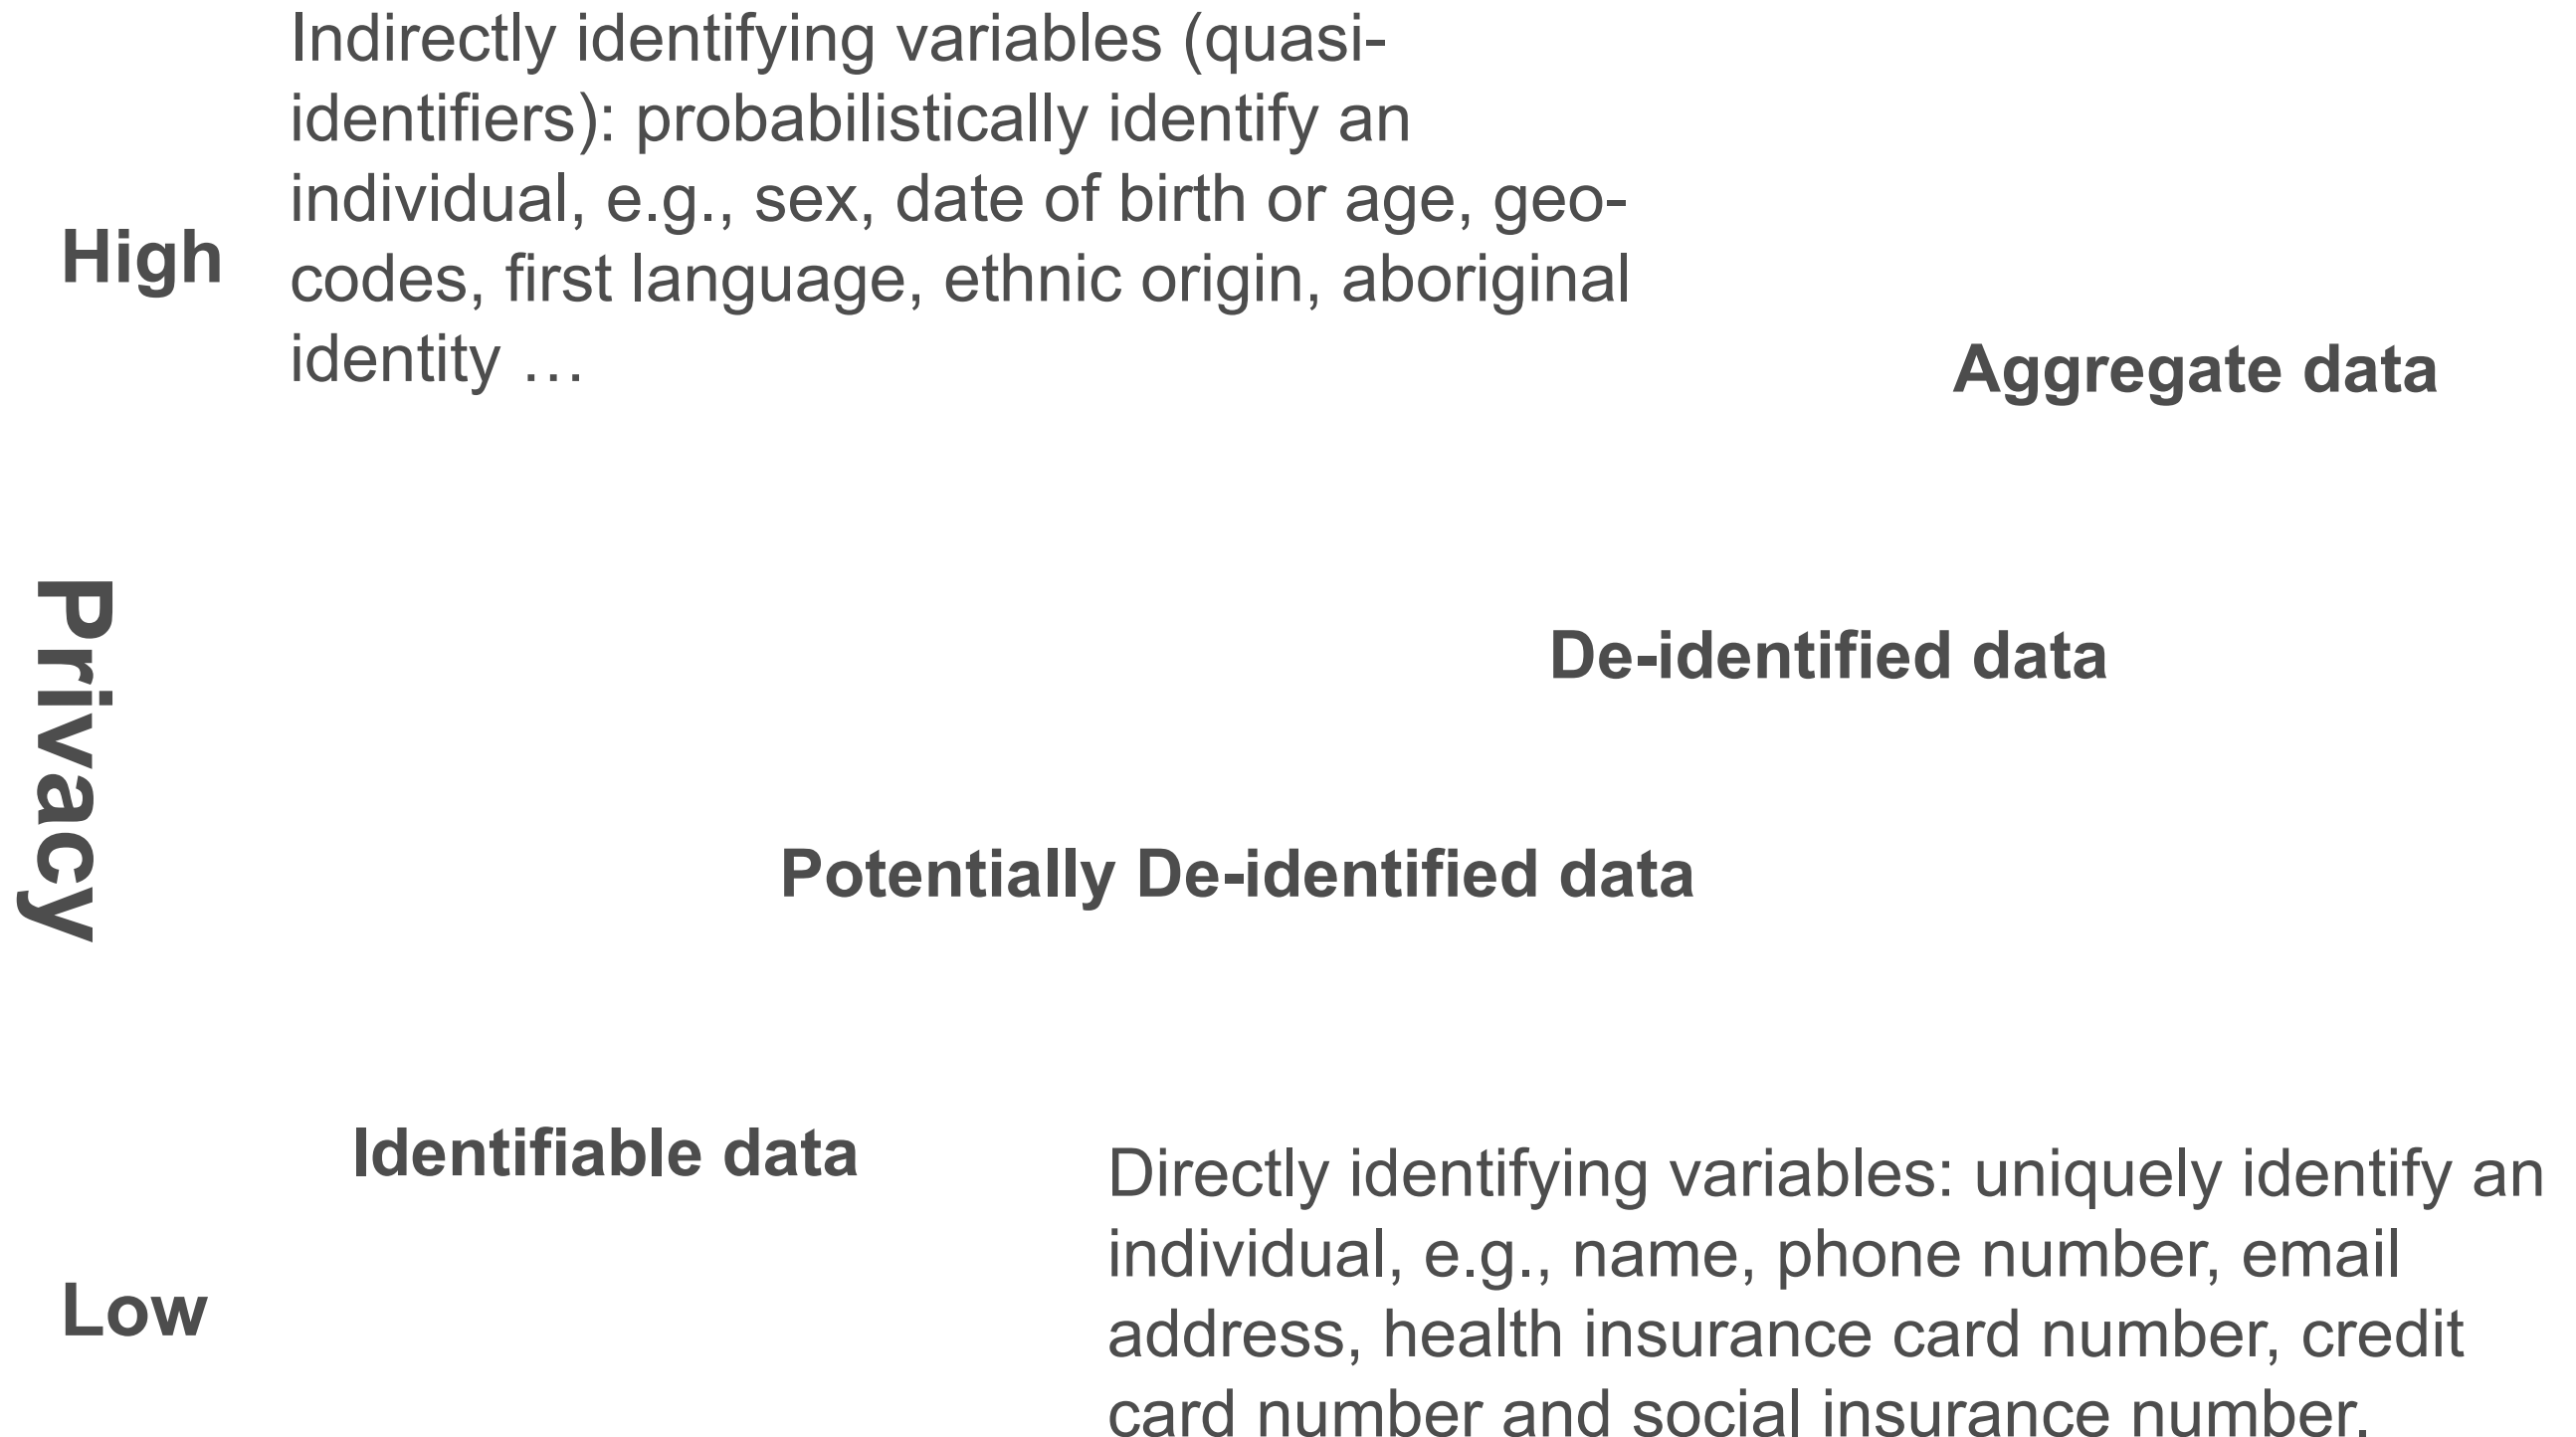 Indirectly identifying variables (quasi-
identifiers): probabilistically identify an
individual, e.g., sex, date of birth or age, geo-
codes, first language, ethnic origin, aboriginal
identity …
High
Aggregate data
Privacy
De-identified data
Potentially De-identified data
Identifiable data
Low
Directly identifying variables: uniquely identify an
individual, e.g., name, phone number, email
address, health insurance card number, credit
card number and social insurance number.